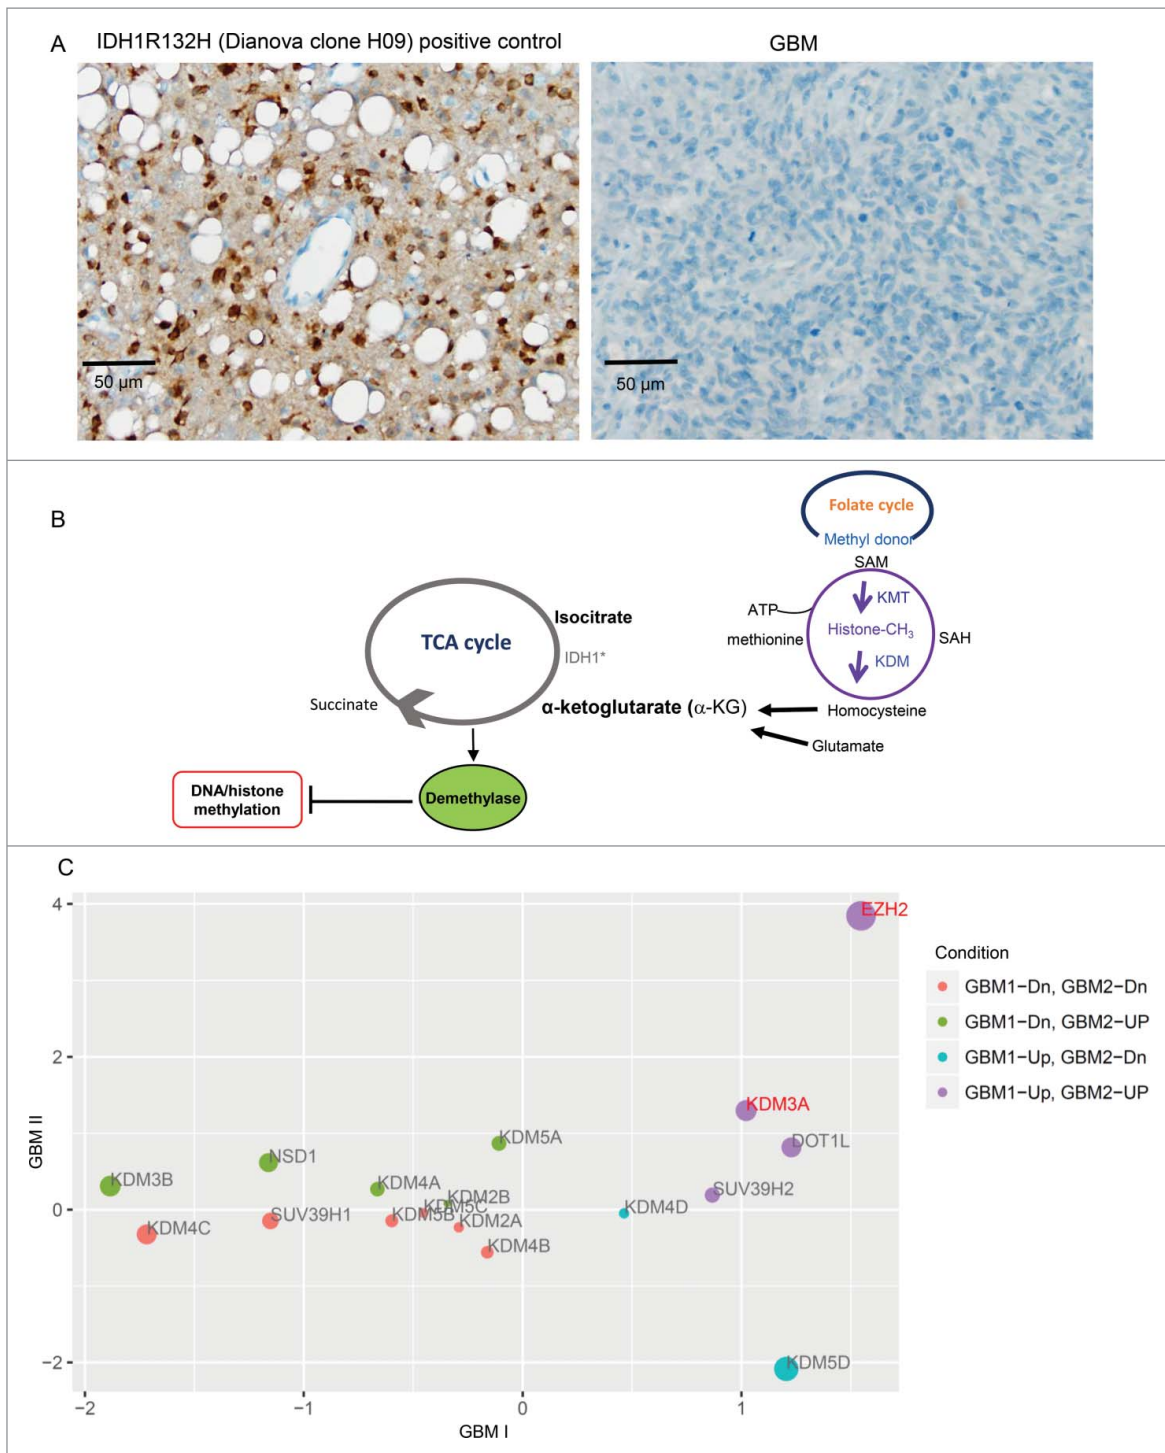 A
IDH1R132H (Dianova clone H09) positive control
GBM
50 µm
50 µm
B
Folate cycle
Methyl donor
SAM
KMT
ATP
Histone-CH₃
methionine
SAH
KDM
Homocysteine
Glutamate
TCA cycle
Isocitrate
IDH1*
Succinate
α-ketoglutarate (α-KG)
DNA/histone
methylation
Demethylase
C
4
2
0
−2
GBM II
−2
−1
0
1
GBM I
EZH2
KDM3A
DOT1L
SUV39H2
KDM5A
NSD1
KDM3B
KDM4A
KDM2B
KDM5C
KDM5B
KDM2A
KDM4B
SUV39H1
KDM4C
KDM4D
KDM5D
Condition
GBM1−Dn, GBM2−Dn
GBM1−Dn, GBM2−UP
GBM1−Up, GBM2−Dn
GBM1−Up, GBM2−UP